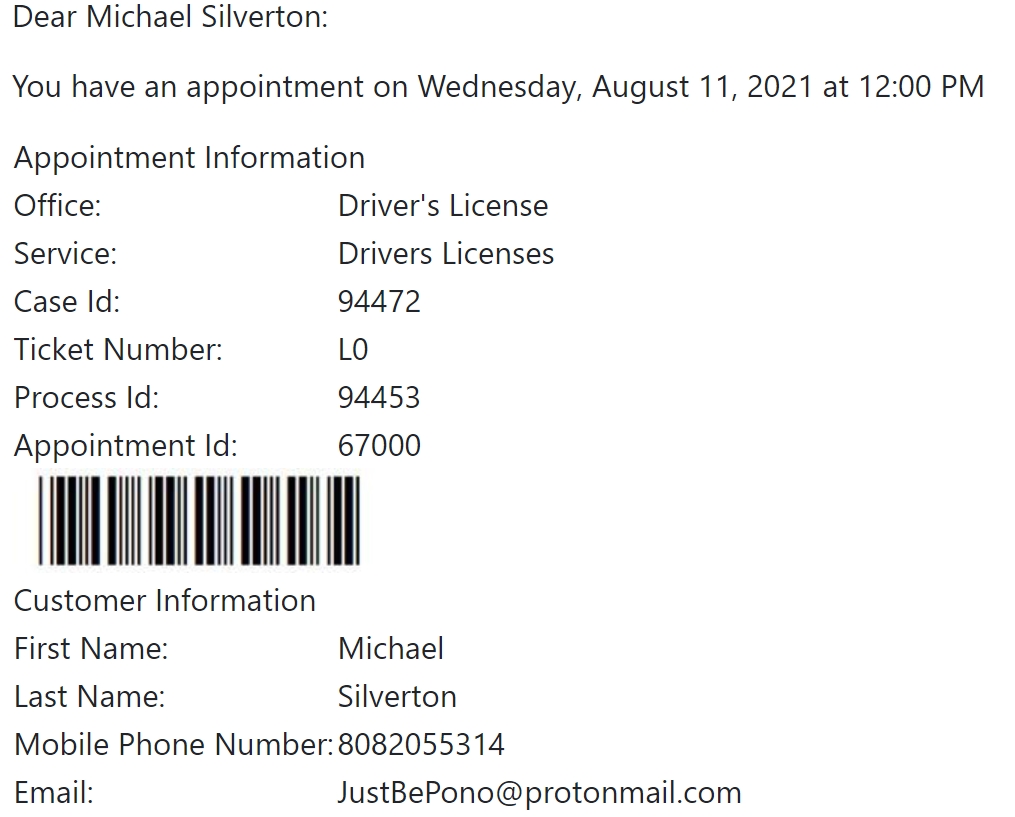 Dear Michael Silverton:
You have an appointment on Wednesday, August 11, 2021 at 12:00 PM
Appointment Information
Office: Driver's License
Service: Drivers Licenses
Case Id: 94472
Ticket Number: L0
Process Id: 94453
Appointment Id: 67000
Customer Information
First Name: Michael
Last Name: Silverton
Mobile Phone Number: 8082055314
Email: JustBePono@protonmail.com